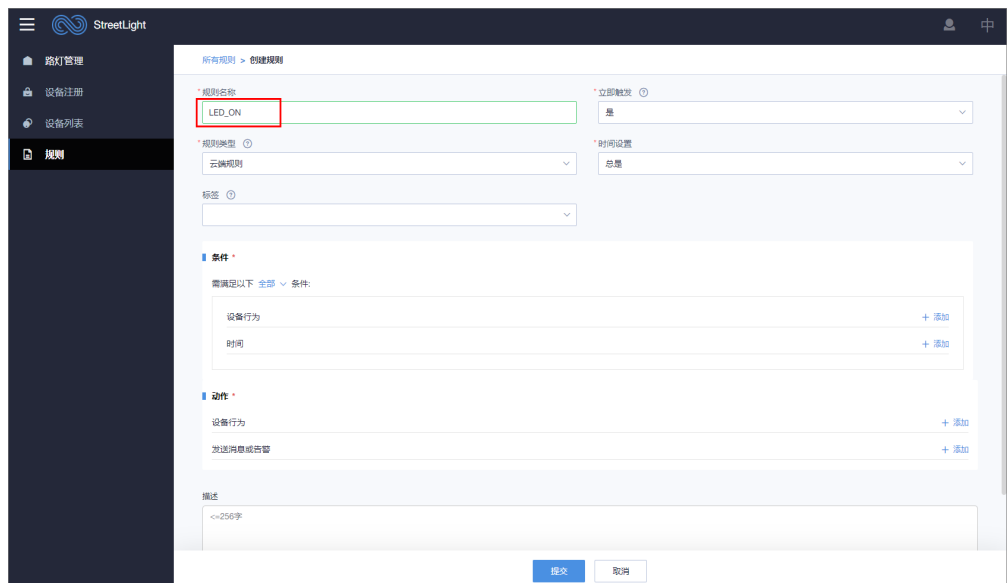 StreetLight
中
路灯管理
设备注册
设备列表
规则
所有规则 > 创建规则
*规则名称
*立即触发 ?
LED_ON
是
*规则类型 ?
*时间设置
云端规则
总是
标签 ?
条件 *
需满足以下 全部 条件:
设备行为
+ 添加
时间
+ 添加
动作 *
设备行为
+ 添加
发送消息或告警
+ 添加
描述
<=256字
提交
取消